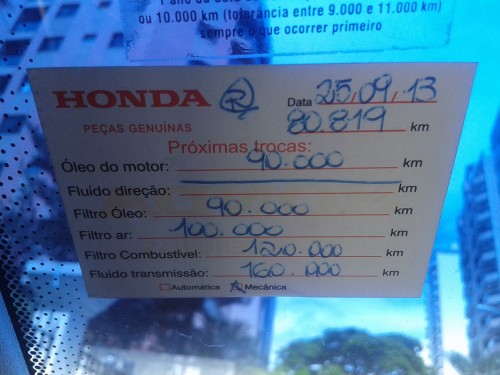 ou 10.000 km (tolerância entre 9.000 e 11.000 km)
sempre o que ocorrer primeiro
HONDA R Data 25,09,13
PEÇAS GENUÍNAS 80.819 km
Próximas trocas:
Óleo do motor: 90.000 km
Fluído direção: km
Filtro Óleo: 90.000 km
Filtro ar: 100.000 km
Filtro Combustível: 120.000 km
Fluido transmissão: 160.000 km
Automática Mecânica